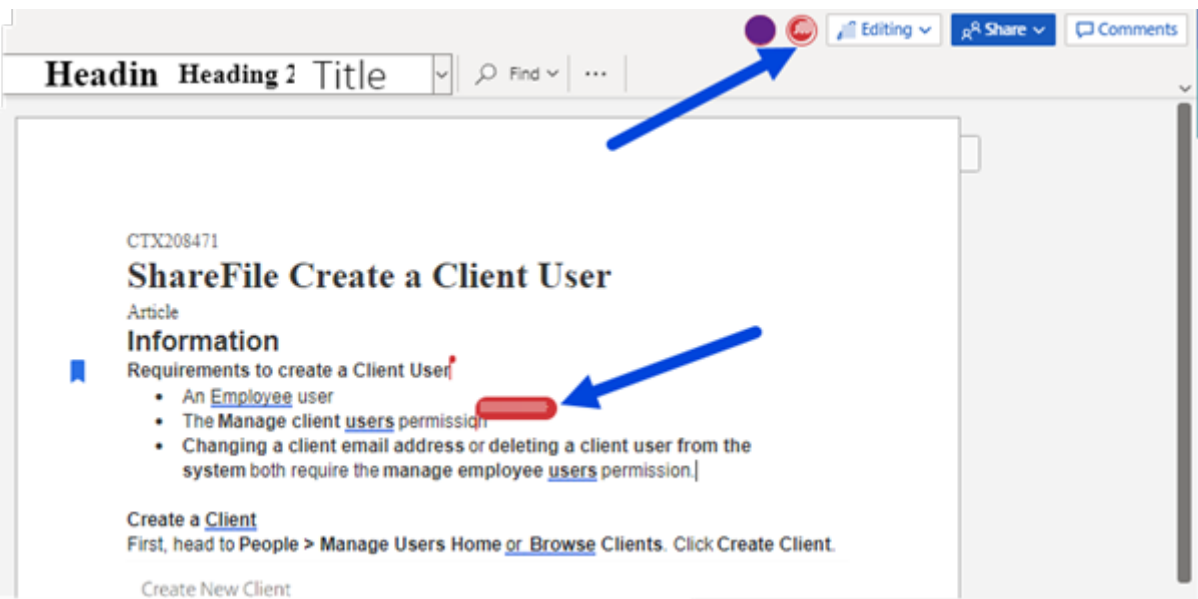 Editing
Share
Comments
Headin Heading 2 Title
Find
CTX208471
ShareFile Create a Client User
Article
Information
Requirements to create a Client User
• An Employee user
• The Manage client users permission
• Changing a client email address or deleting a client user from the
system both require the manage employee users permission.
Create a Client
First, head to People > Manage Users Home or Browse Clients. Click Create Client.
Create New Client